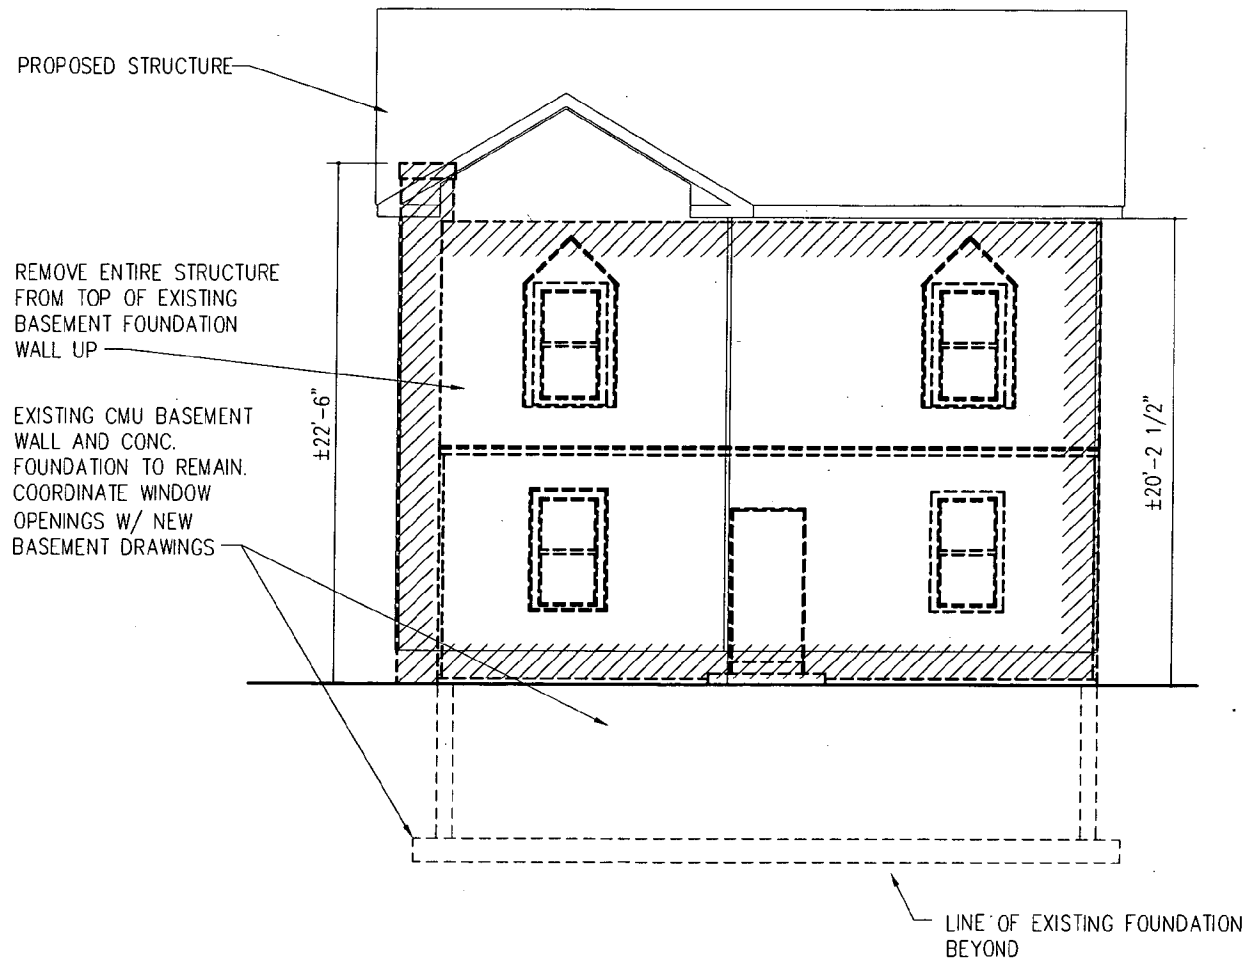 PROPOSED STRUCTURE
REMOVE ENTIRE STRUCTURE
FROM TOP OF EXISTING
BASEMENT FOUNDATION
WALL UP
EXISTING CMU BASEMENT
WALL AND CONC.
FOUNDATION TO REMAIN.
COORDINATE WINDOW
OPENINGS W/ NEW
BASEMENT DRAWINGS
±22'-6"
±20'-2 1/2"
LINE OF EXISTING FOUNDATION
BEYOND